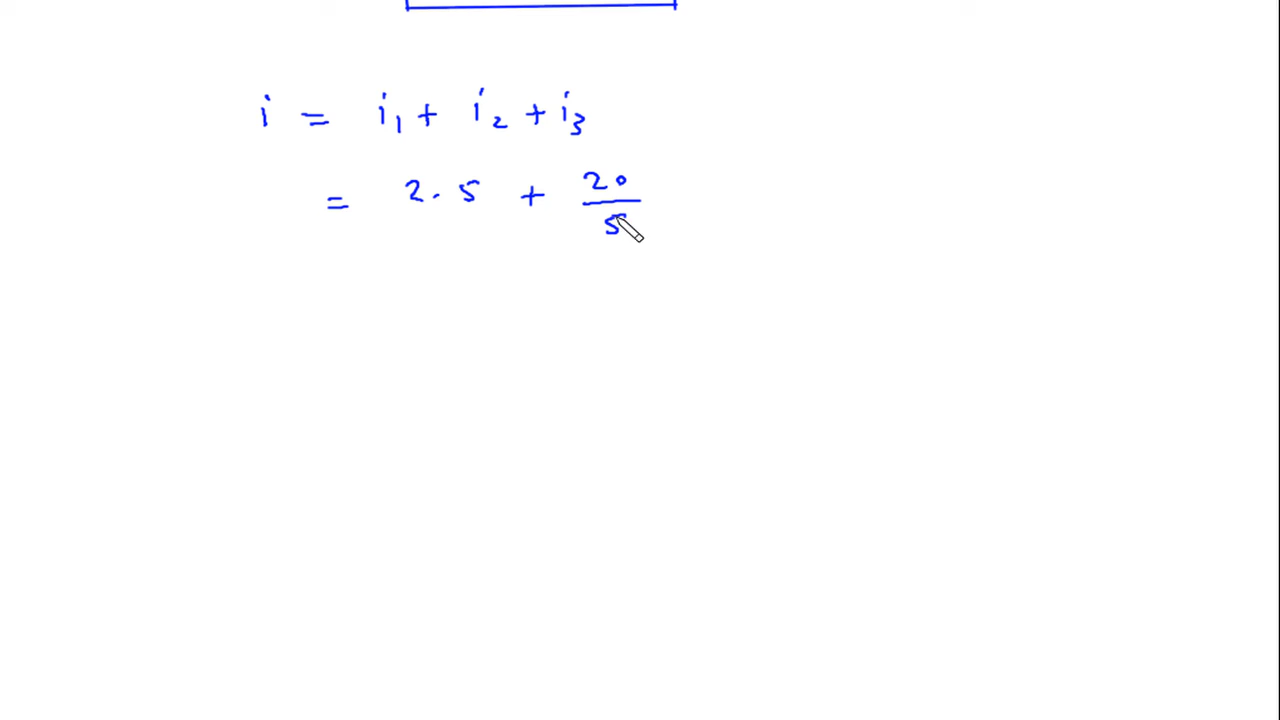 i = i₁ + i₂ + i₃
= 2.5 + 20/5